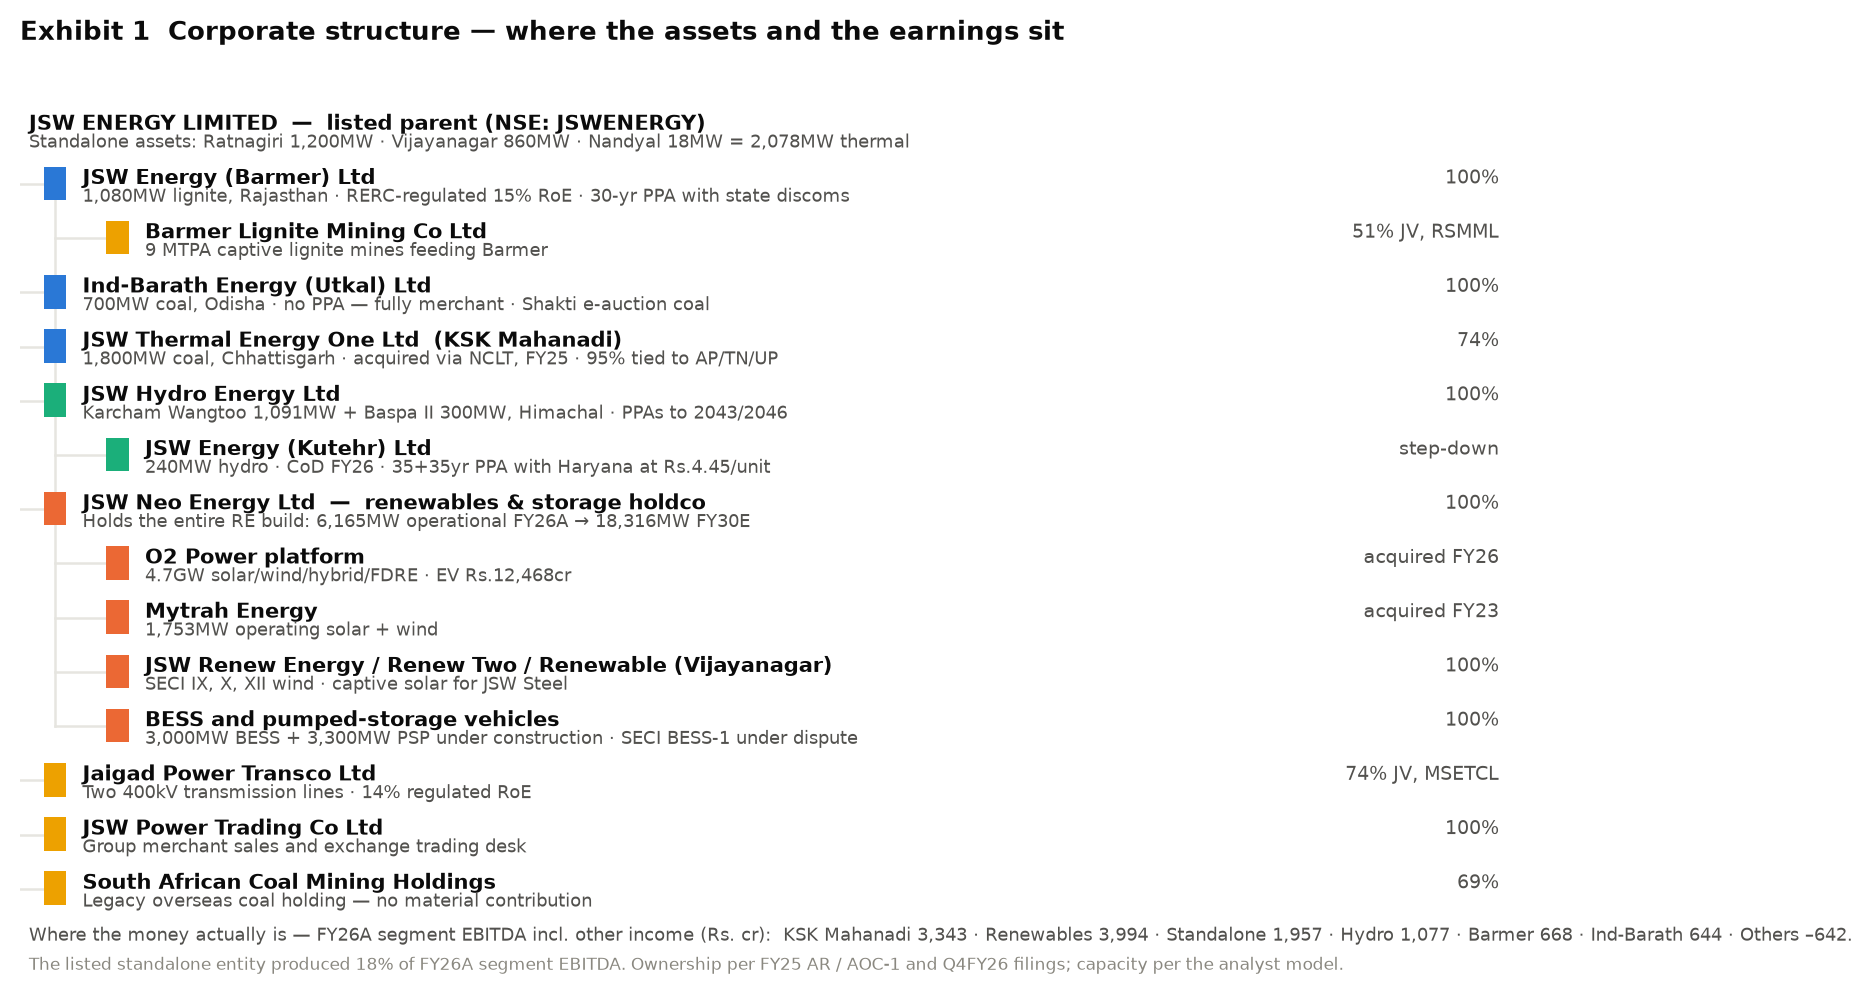 Exhibit 1  Corporate structure — where the assets and the earnings sit
JSW ENERGY LIMITED  —  listed parent (NSE: JSWENERGY)
Standalone assets: Ratnagiri 1,200MW · Vijayanagar 860MW · Nandyal 18MW = 2,078MW thermal
JSW Energy (Barmer) Ltd 100%
1,080MW lignite, Rajasthan · RERC-regulated 15% RoE · 30-yr PPA with state discoms
Barmer Lignite Mining Co Ltd 51% JV, RSMML
9 MTPA captive lignite mines feeding Barmer
Ind-Barath Energy (Utkal) Ltd 100%
700MW coal, Odisha · no PPA — fully merchant · Shakti e-auction coal
JSW Thermal Energy One Ltd  (KSK Mahanadi) 74%
1,800MW coal, Chhattisgarh · acquired via NCLT, FY25 · 95% tied to AP/TN/UP
JSW Hydro Energy Ltd 100%
Karcham Wangtoo 1,091MW + Baspa II 300MW, Himachal · PPAs to 2043/2046
JSW Energy (Kutehr) Ltd step-down
240MW hydro · CoD FY26 · 35+35yr PPA with Haryana at Rs.4.45/unit
JSW Neo Energy Ltd  —  renewables & storage holdco 100%
Holds the entire RE build: 6,165MW operational FY26A → 18,316MW FY30E
O2 Power platform acquired FY26
4.7GW solar/wind/hybrid/FDRE · EV Rs.12,468cr
Mytrah Energy acquired FY23
1,753MW operating solar + wind
JSW Renew Energy / Renew Two / Renewable (Vijayanagar) 100%
SECI IX, X, XII wind · captive solar for JSW Steel
BESS and pumped-storage vehicles 100%
3,000MW BESS + 3,300MW PSP under construction · SECI BESS-1 under dispute
Jaigad Power Transco Ltd 74% JV, MSETCL
Two 400kV transmission lines · 14% regulated RoE
JSW Power Trading Co Ltd 100%
Group merchant sales and exchange trading desk
South African Coal Mining Holdings 69%
Legacy overseas coal holding — no material contribution
Where the money actually is — FY26A segment EBITDA incl. other income (Rs. cr):  KSK Mahanadi 3,343 · Renewables 3,994 · Standalone 1,957 · Hydro 1,077 · Barmer 668 · Ind-Barath 644 · Others –642.
The listed standalone entity produced 18% of FY26A segment EBITDA. Ownership per FY25 AR / AOC-1 and Q4FY26 filings; capacity per the analyst model.